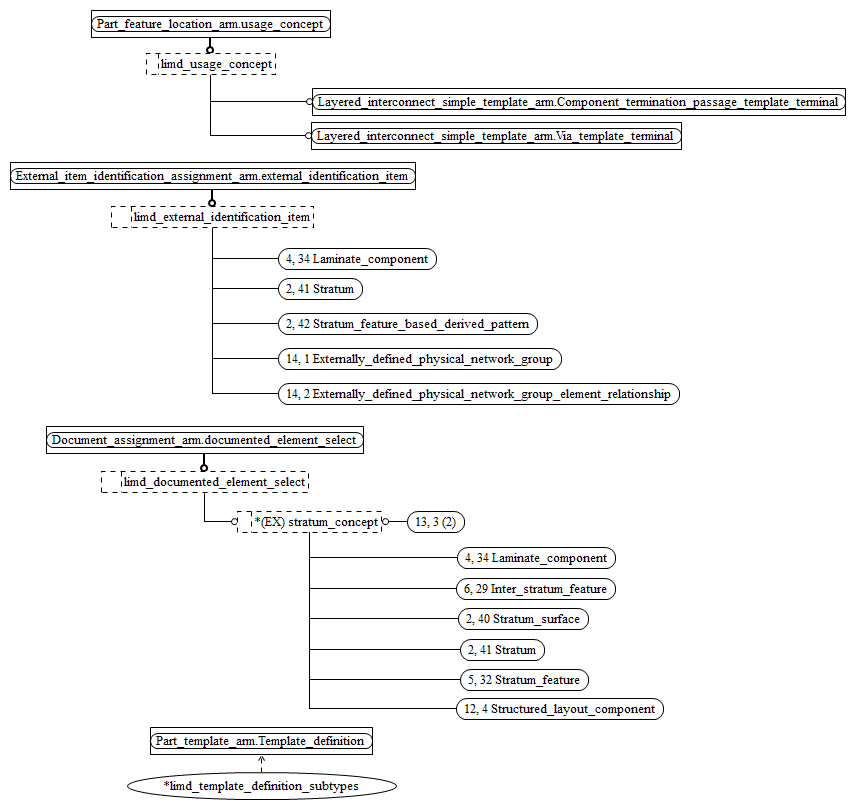 Part_feature_location_arm.usage_concept
limd_usage_concept
Layered_interconnect_simple_template_arm.Component_termination_passage_template_terminal
Layered_interconnect_simple_template_arm.Via_template_terminal
External_item_identification_assignment_arm.external_identification_item
limd_external_identification_item
4, 34 Laminate_component
2, 41 Stratum
2, 42 Stratum_feature_based_derived_pattern
14, 1 Externally_defined_physical_network_group
14, 2 Externally_defined_physical_network_group_element_relationship
Document_assignment_arm.documented_element_select
limd_documented_element_select
*(EX) stratum_concept
13, 3 (2)
4, 34 Laminate_component
6, 29 Inter_stratum_feature
2, 40 Stratum_surface
2, 41 Stratum
5, 32 Stratum_feature
12, 4 Structured_layout_component
Part_template_arm.Template_definition
*limd_template_definition_subtypes